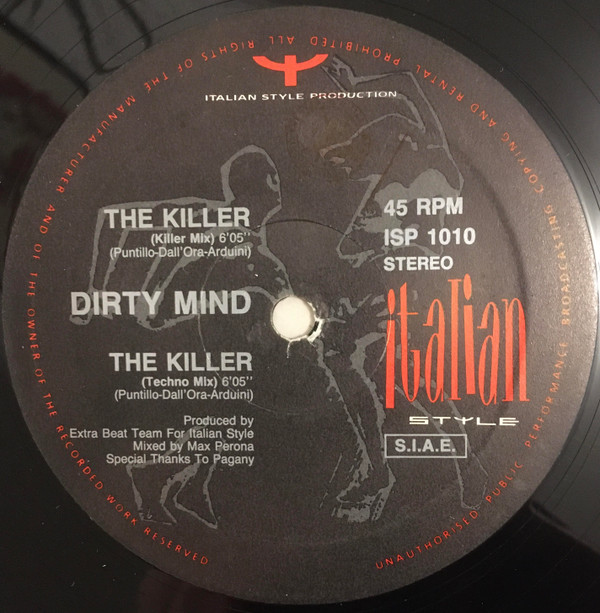 ITALIAN STYLE PRODUCTION
THE KILLER
(Killer Mix) 6'05''
(Puntillo-Dall'Ora-Arduini)
DIRTY MIND
THE KILLER
(Techno Mix) 6'05''
(Puntillo-Dall'Ora-Arduini)
Produced by
Extra Beat Team For Italian Style
Mixed by Max Perona
Special Thanks To Pagany
45 RPM
ISP 1010
STEREO
italian
STYLE
S.I.A.E.
ALL RIGHTS OF THE MANUFACTURER AND OF THE OWNER OF THE RECORDED WORK RESERVED
UNAUTHORISED PUBLIC PERFORMANCE BROADCASTING COPYING AND RENTAL PROHIBITED